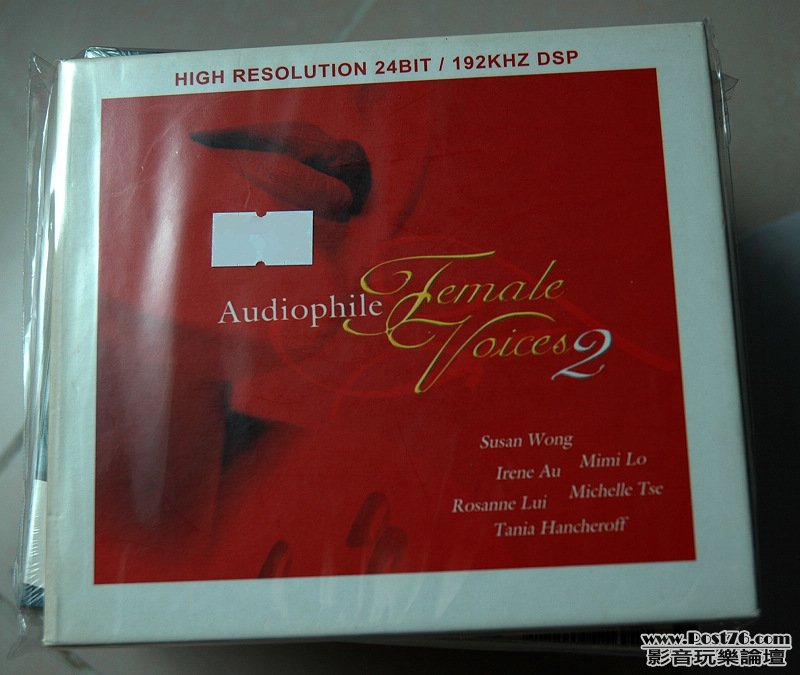 HIGH RESOLUTION 24BIT / 192KHZ DSP
Audiophile Female
Voices 2
Susan Wong
Irene Au Mimi Lo
Rosanne Lui Michelle Tse
Tania Hancheroff
www.Post76.com
影音玩樂論壇